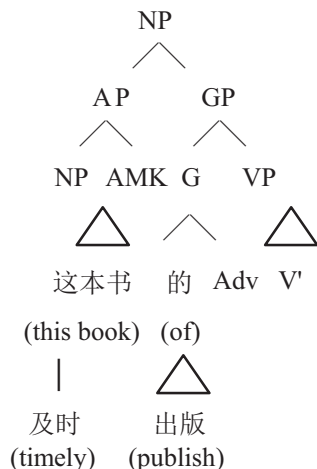 NP
AP GP
NP AMK G VP
这本书 的 Adv V'
(this book) (of)
及时 出版
(timely) (publish)